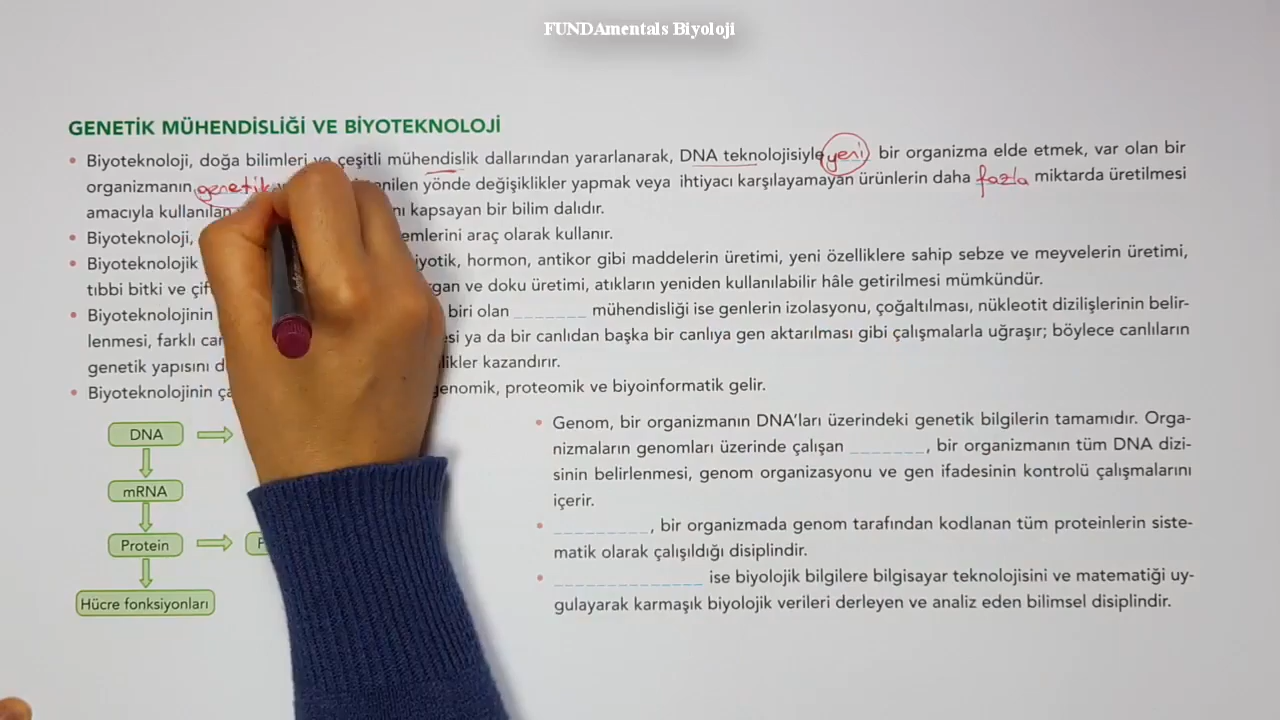 FUNDAmentals Biyoloji
GENETİK MÜHENDİSLİĞİ VE BİYOTEKNOLOJİ
• Biyoteknoloji, doğa bilimleri ve çeşitli mühendislik dallarından yararlanarak, DNA teknolojisiyle yeni bir organizma elde etmek, var olan bir
organizmanın genetik yönde değişiklikler yapmak veya ihtiyacı karşılayamayan ürünlerin daha fazla miktarda üretilmesi
amacıyla kullanılan kapsayan bir bilim dalıdır.
• Biyoteknoloji, araç olarak kullanır.
• Biyoteknolojik hormon, antikor gibi maddelerin üretimi, yeni özelliklere sahip sebze ve meyvelerin üretimi,
tıbbi bitki ve doku üretimi, atıkların yeniden kullanılabilir hâle getirilmesi mümkündür.
• Biyoteknolojinin biri olan _______ mühendisliği ise genlerin izolasyonu, çoğaltılması, nükleotit dizilişlerinin belir-
lenmesi, farklı ya da bir canlıdan başka bir canlıya gen aktarılması gibi çalışmalarla uğraşır; böylece canlıların
genetik yapısını kazandırır.
• Biyoteknolojinin genomik, proteomik ve biyoinformatik gelir.
DNA
mRNA
Protein
Hücre fonksiyonları
• Genom, bir organizmanın DNA'ları üzerindeki genetik bilgilerin tamamıdır. Orga-
nizmaların genomları üzerinde çalışan _______, bir organizmanın tüm DNA dizi-
sinin belirlenmesi, genom organizasyonu ve gen ifadesinin kontrolü çalışmalarını
içerir.
• _________, bir organizmada genom tarafından kodlanan tüm proteinlerin siste-
matik olarak çalışıldığı disiplindir.
• ______________ ise biyolojik bilgilere bilgisayar teknolojisini ve matematiği uy-
gulayarak karmaşık biyolojik verileri derleyen ve analiz eden bilimsel disiplindir.